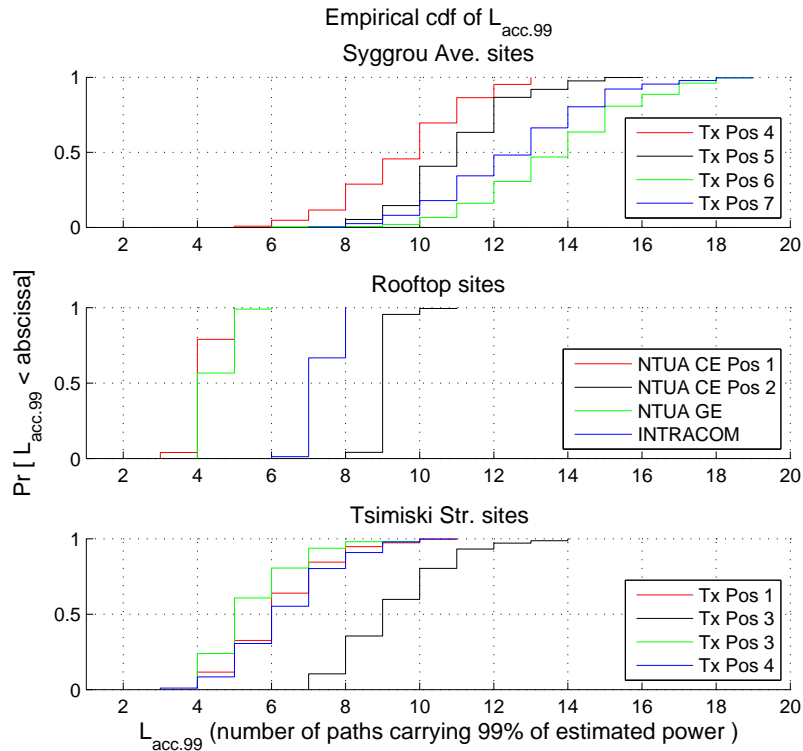 Empirical cdf of L_acc.99
Syggrou Ave. sites
1
0.5
0
2 4 6 8 10 12 14 16 18 20
Tx Pos 4
Tx Pos 5
Tx Pos 6
Tx Pos 7
Pr [ L_acc.99 < abscissa]
Rooftop sites
1
0.5
0
2 4 6 8 10 12 14 16 18 20
NTUA CE Pos 1
NTUA CE Pos 2
NTUA GE
INTRACOM
Tsimiski Str. sites
1
0.5
0
2 4 6 8 10 12 14 16 18 20
Tx Pos 1
Tx Pos 3
Tx Pos 3
Tx Pos 4
L_acc.99 (number of paths carrying 99% of estimated power )